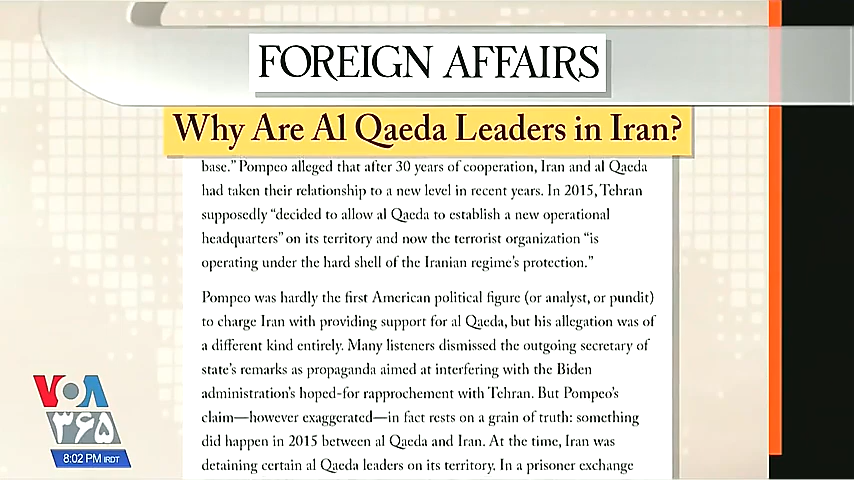 FOREIGN AFFAIRS
Why Are Al Qaeda Leaders in Iran?
base.” Pompeo alleged that after 30 years of cooperation, Iran and al Qaeda
had taken their relationship to a new level in recent years. In 2015, Tehran
supposedly “decided to allow al Qaeda to establish a new operational
headquarters” on its territory and now the terrorist organization “is
operating under the hard shell of the Iranian regime’s protection.”
Pompeo was hardly the first American political figure (or analyst, or pundit)
to charge Iran with providing support for al Qaeda, but his allegation was of
a different kind entirely. Many listeners dismissed the outgoing secretary of
state’s remarks as propaganda aimed at interfering with the Biden
administration’s hoped-for rapprochement with Tehran. But Pompeo’s
claim—however exaggerated—in fact rests on a grain of truth: something
did happen in 2015 between al Qaeda and Iran. At the time, Iran was
detaining certain al Qaeda leaders on its territory. In a prisoner exchange
VOA
۳۶۵
8:02 PM IRDT